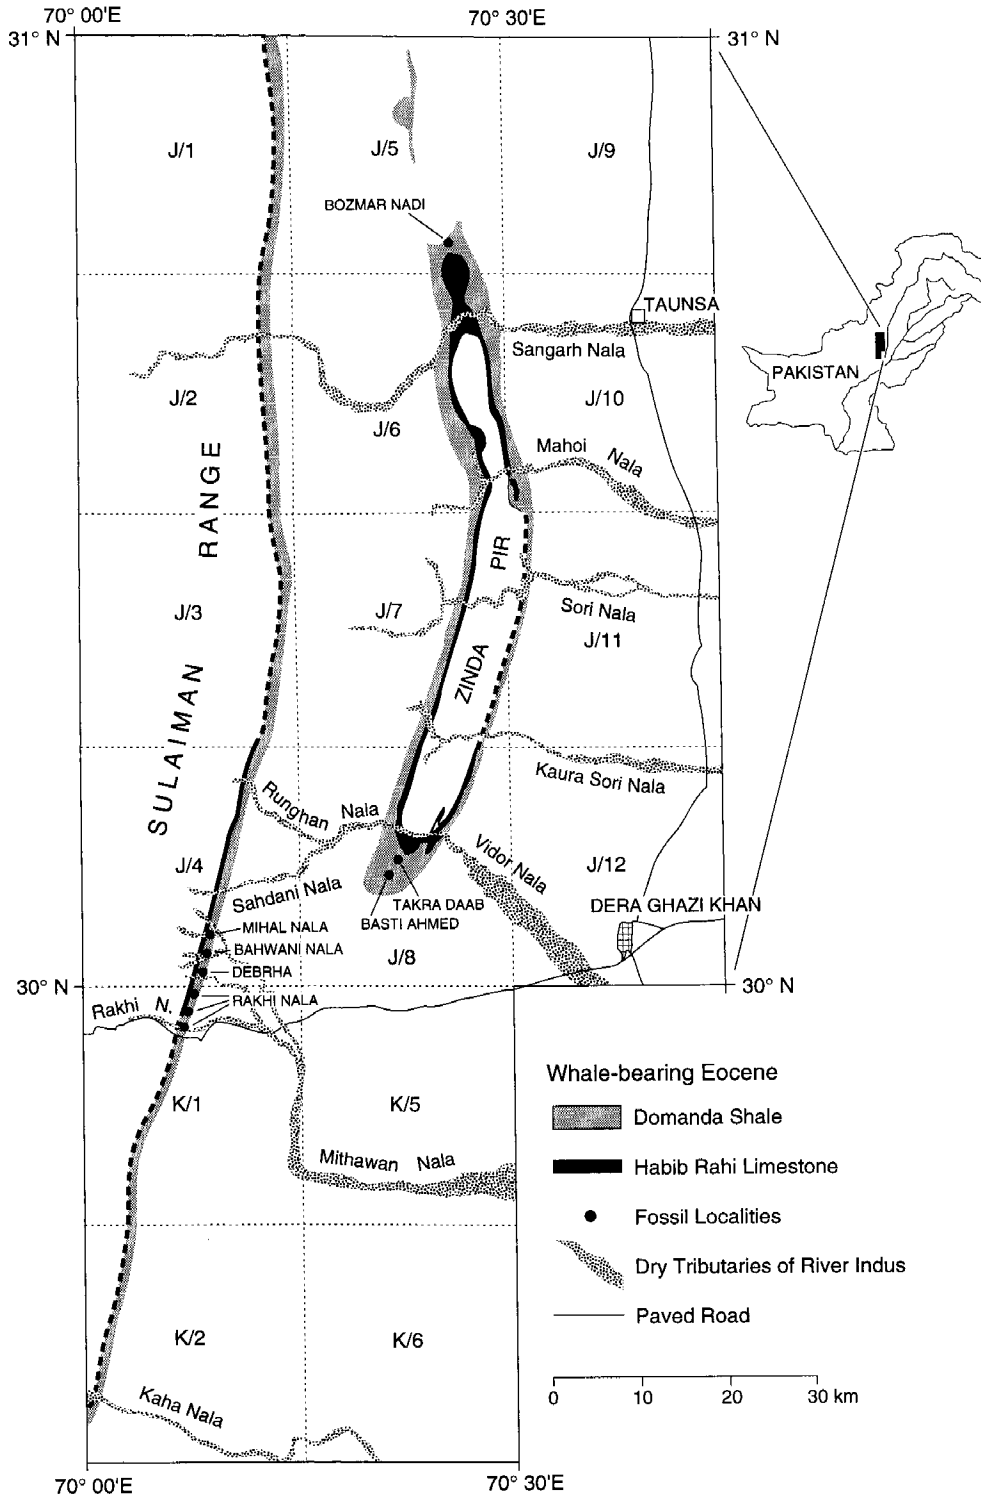 70° 00'E
70° 30'E
31° N
31° N
J/1
J/5
J/9
BOZMAR NADI
TAUNSA
Sangarh Nala
PAKISTAN
J/2
J/6
J/10
Mahoi Nala
SULAIMAN RANGE
PIR
ZINDA
J/3
J/7
Sori Nala
J/11
Kaura Sori Nala
Runghan Nala
Vidor Nala
J/4
J/12
Sahdani Nala
TAKRA DAAB
DERA GHAZI KHAN
BASTI AHMED
MIHAL NALA
BAHWANI NALA
J/8
DEBRHA
30° N
30° N
RAKHI NALA
Rakhi N.
Whale-bearing Eocene
K/1
K/5
Domanda Shale
Mithawan Nala
Habib Rahi Limestone
Fossil Localities
Dry Tributaries of River Indus
Paved Road
K/2
K/6
Kaha Nala
0 10 20 30 km
70° 00'E
70° 30'E